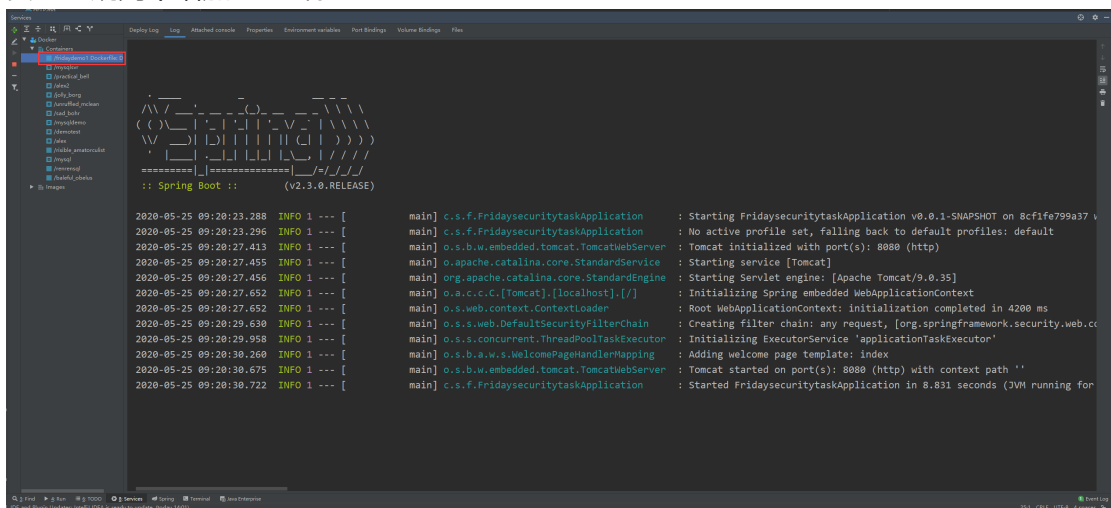 Services
Deploy Log Log Attached console Properties Environment variables Port Bindings Volume Bindings Files
Docker
Containers
/fridaydemo1 Dockerfile: D
/mysqlsvr
/practical_bell
/alex2
/jolly_borg
/unruffled_mclean
/sad_bohr
/mysqldemo
/demotest
/alex
/visible_amatorculist
/mysql
/renrensql
/baleful_obelus
Images
:: Spring Boot :: (v2.3.0.RELEASE)
2020-05-25 09:20:23.288 INFO 1 --- [ main] c.s.f.FridaysecuritytaskApplication : Starting FridaysecuritytaskApplication v0.0.1-SNAPSHOT on 8cf1fe799a37 w
2020-05-25 09:20:23.296 INFO 1 --- [ main] c.s.f.FridaysecuritytaskApplication : No active profile set, falling back to default profiles: default
2020-05-25 09:20:27.413 INFO 1 --- [ main] o.s.b.w.embedded.tomcat.TomcatWebServer : Tomcat initialized with port(s): 8080 (http)
2020-05-25 09:20:27.455 INFO 1 --- [ main] o.apache.catalina.core.StandardService : Starting service [Tomcat]
2020-05-25 09:20:27.456 INFO 1 --- [ main] org.apache.catalina.core.StandardEngine : Starting Servlet engine: [Apache Tomcat/9.0.35]
2020-05-25 09:20:27.652 INFO 1 --- [ main] o.a.c.c.C.[Tomcat].[localhost].[/] : Initializing Spring embedded WebApplicationContext
2020-05-25 09:20:27.652 INFO 1 --- [ main] o.s.web.context.ContextLoader : Root WebApplicationContext: initialization completed in 4200 ms
2020-05-25 09:20:29.630 INFO 1 --- [ main] o.s.s.web.DefaultSecurityFilterChain : Creating filter chain: any request, [org.springframework.security.web.co
2020-05-25 09:20:29.958 INFO 1 --- [ main] o.s.s.concurrent.ThreadPoolTaskExecutor : Initializing ExecutorService 'applicationTaskExecutor'
2020-05-25 09:20:30.260 INFO 1 --- [ main] o.s.b.a.w.s.WelcomePageHandlerMapping : Adding welcome page template: index
2020-05-25 09:20:30.675 INFO 1 --- [ main] o.s.b.w.embedded.tomcat.TomcatWebServer : Tomcat started on port(s): 8080 (http) with context path ''
2020-05-25 09:20:30.722 INFO 1 --- [ main] c.s.f.FridaysecuritytaskApplication : Started FridaysecuritytaskApplication in 8.831 seconds (JVM running for
3: Find 4: Run 6: TODO 8: Services Spring Terminal Java Enterprise Event Log